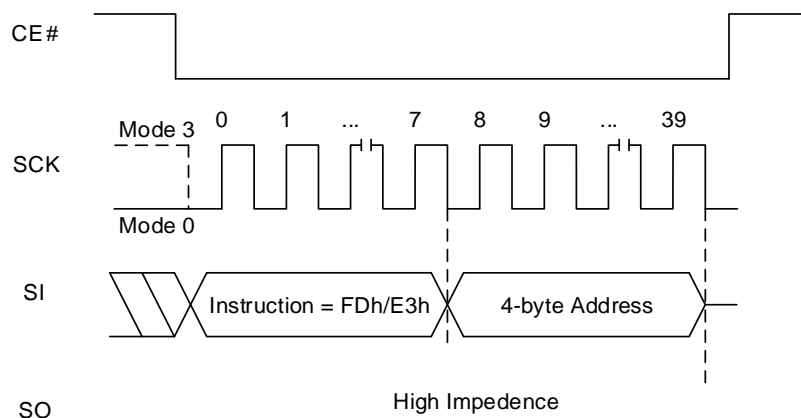 CE#
0 1 ... 7 8 9 ... 39
Mode 3
SCK
Mode 0
SI
Instruction = FDh/E3h
4-byte Address
High Impedence
SO